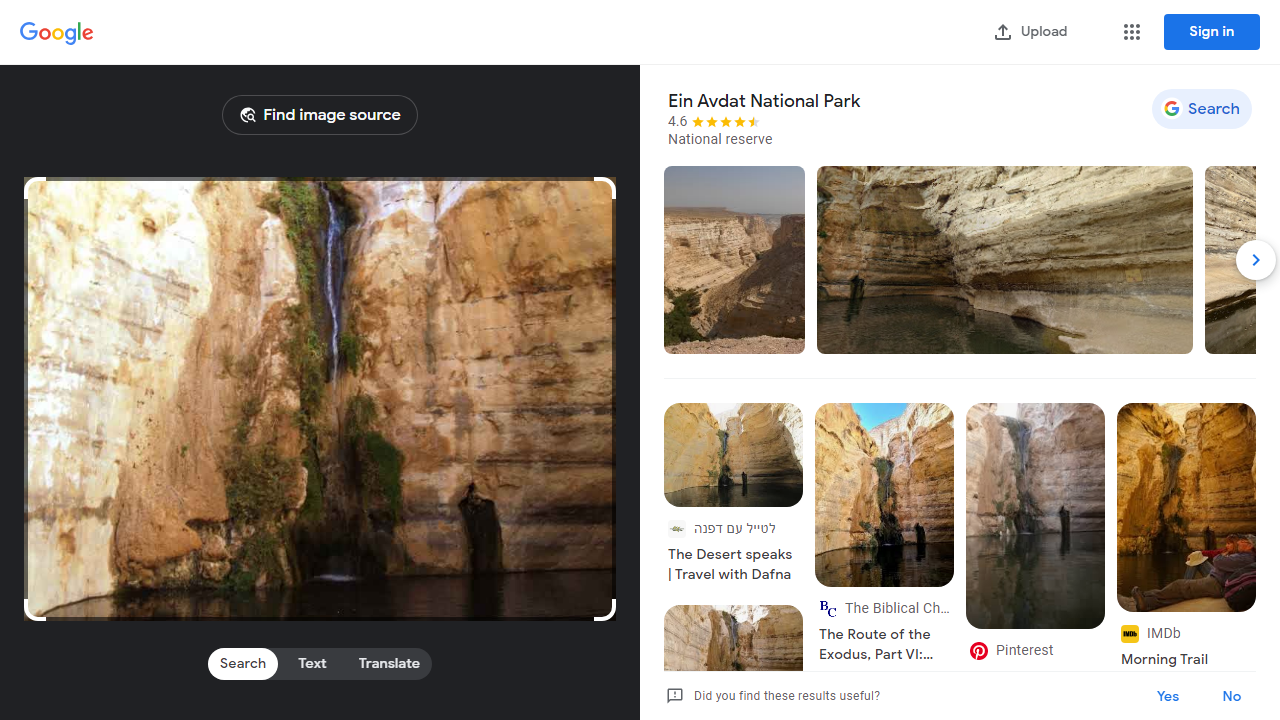 Google
Upload
Sign in
Find image source
Search
Text
Translate
Ein Avdat National Park
4.6
National reserve
Search
לטייל עם דפנה
The Desert speaks
| Travel with Dafna
BC
The Biblical Ch...
The Route of the
Exodus, Part VI:...
Pinterest
IMDb
IMDb
Morning Trail
Did you find these results useful?
Yes
No